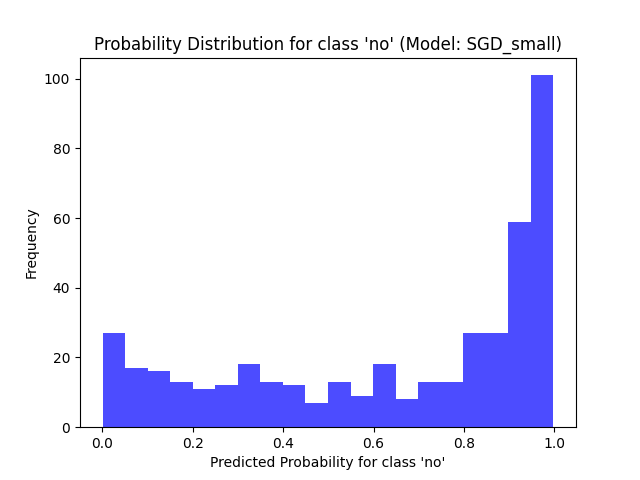 Probability Distribution for class 'no' (Model: SGD_small)
100
80
60
40
20
0
Frequency
0.0 0.2 0.4 0.6 0.8 1.0
Predicted Probability for class 'no'